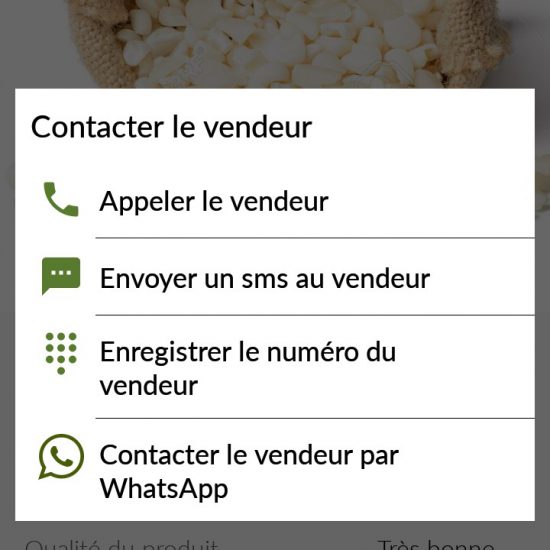 Contacter le vendeur
Appeler le vendeur
Envoyer un sms au vendeur
Enregistrer le numéro du
vendeur
Contacter le vendeur par
WhatsApp
Qualité du produit Très bonne